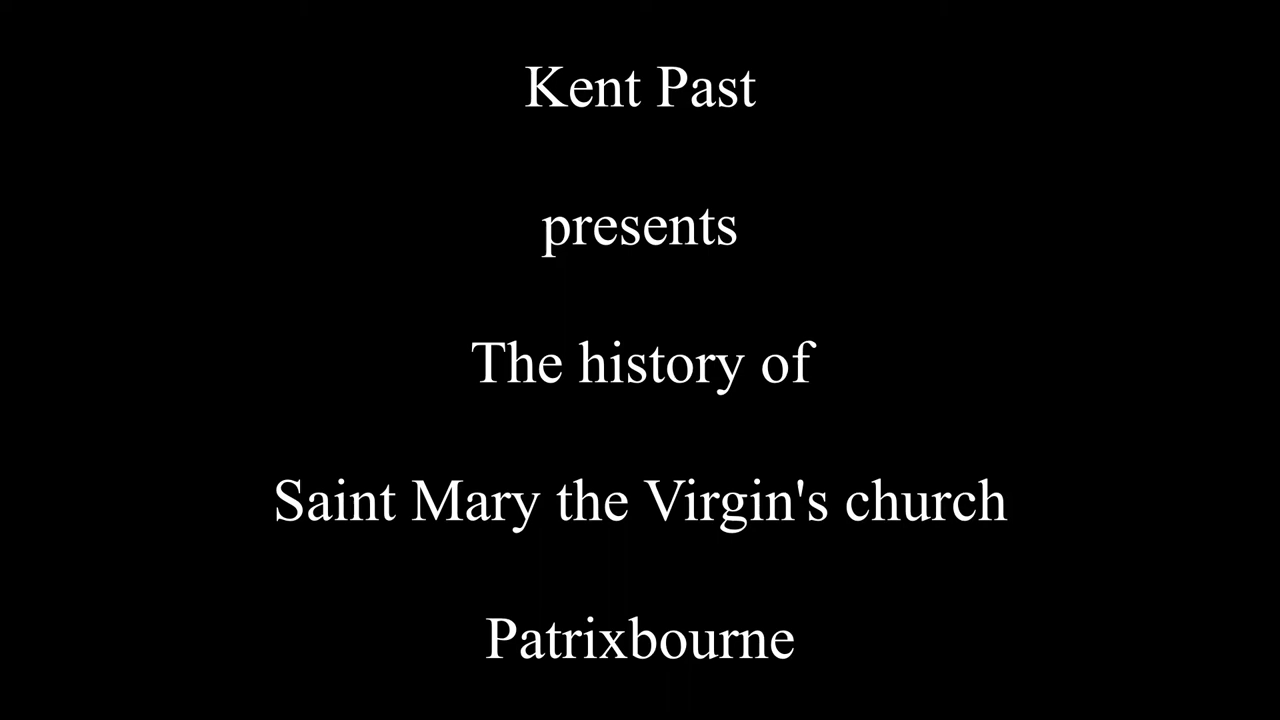 Kent Past
presents
The history of
Saint Mary the Virgin's church
Patrixbourne